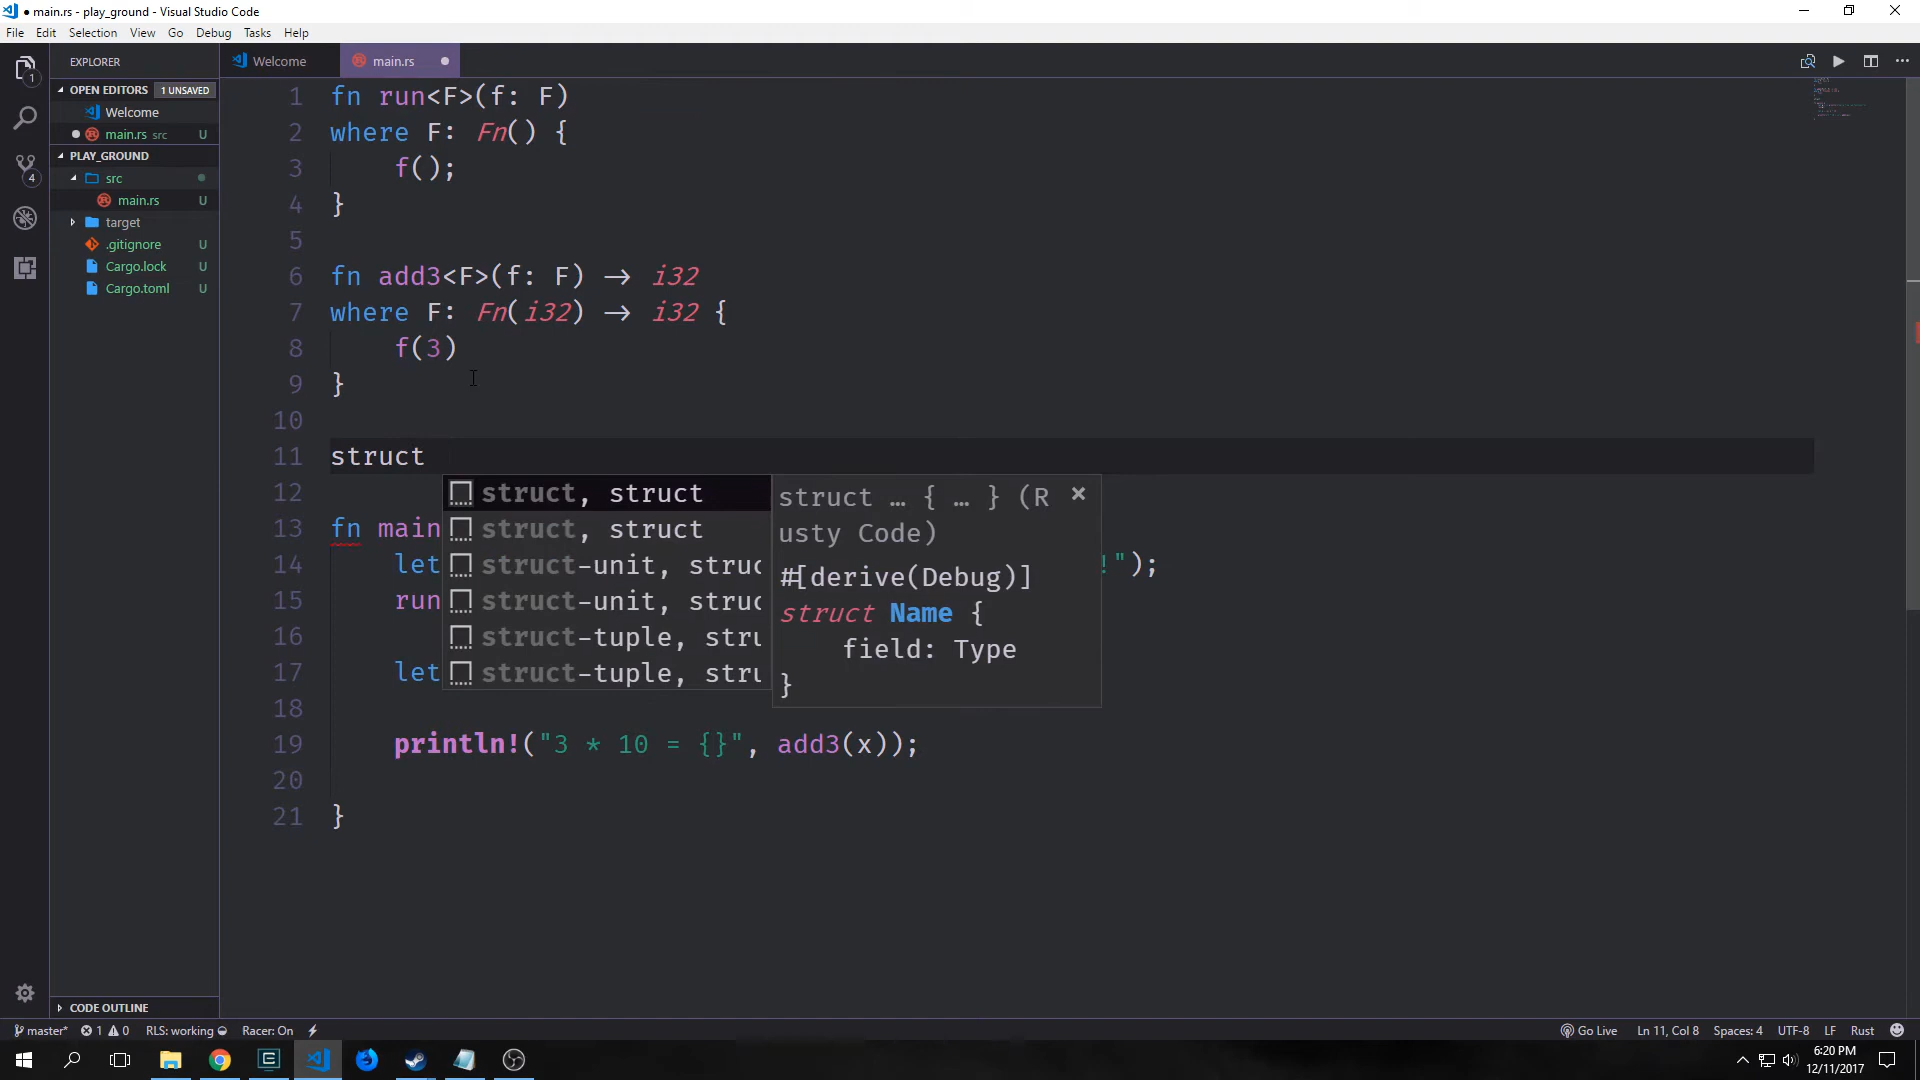 ● main.rs - play_ground - Visual Studio Code
File Edit Selection View Go Debug Tasks Help
EXPLORER
Welcome
main.rs ●
OPEN EDITORS 1 UNSAVED
Welcome
● main.rs src U
PLAY_GROUND
src
main.rs U
target
.gitignore U
Cargo.lock U
Cargo.toml U
CODE OUTLINE
1
4
1 fn run<F>(f: F)
2 where F: Fn() {
3 f();
4 }
5
6 fn add3<F>(f: F) → i32
7 where F: Fn(i32) → i32 {
8 f(3)
9 }
10
11 struct
12
13 fn main
14 let !");
15 run
16
17 let
18
19 println!("3 * 10 = {}", add3(x));
20
21 }
struct, struct
struct, struct
struct-unit, struc
struct-unit, struc
struct-tuple, stru
struct-tuple, stru
struct … { … } (R ×
usty Code)
#[derive(Debug)]
struct Name {
field: Type
}
master* 1 0 RLS: working Racer: On Go Live Ln 11, Col 8 Spaces: 4 UTF-8 LF Rust
6:20 PM
12/11/2017